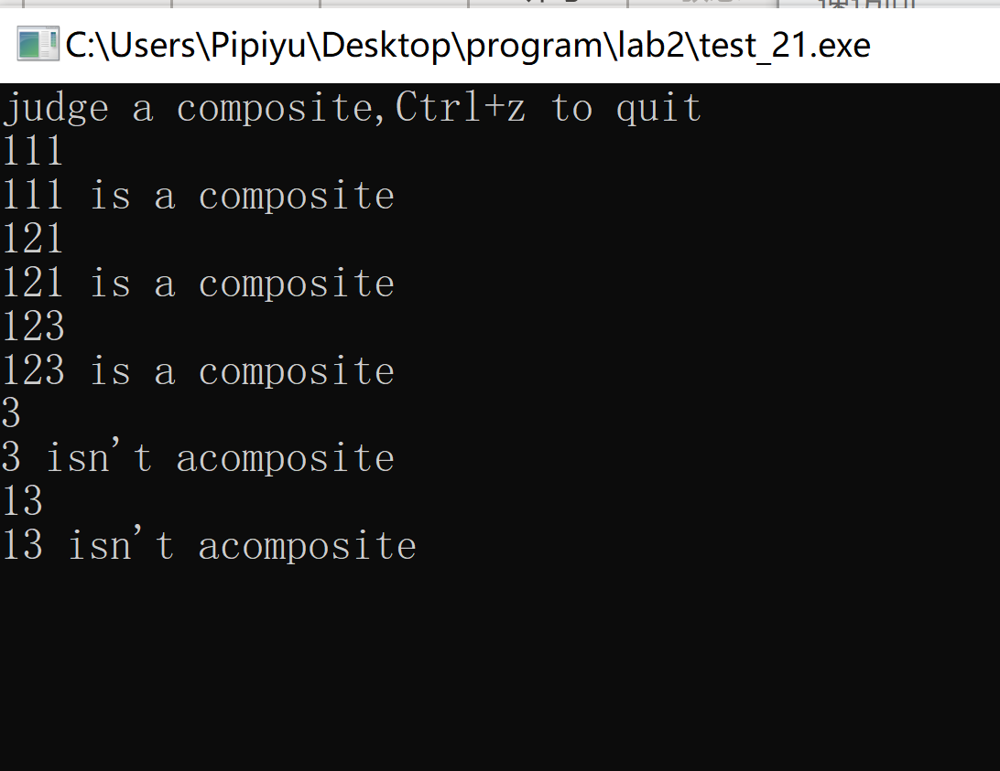 C:\Users\Pipiyu\Desktop\program\lab2\test_21.exe
judge a composite,Ctrl+z to quit
111
111 is a composite
121
121 is a composite
123
123 is a composite
3
3 isn't acomposite
13
13 isn't acomposite